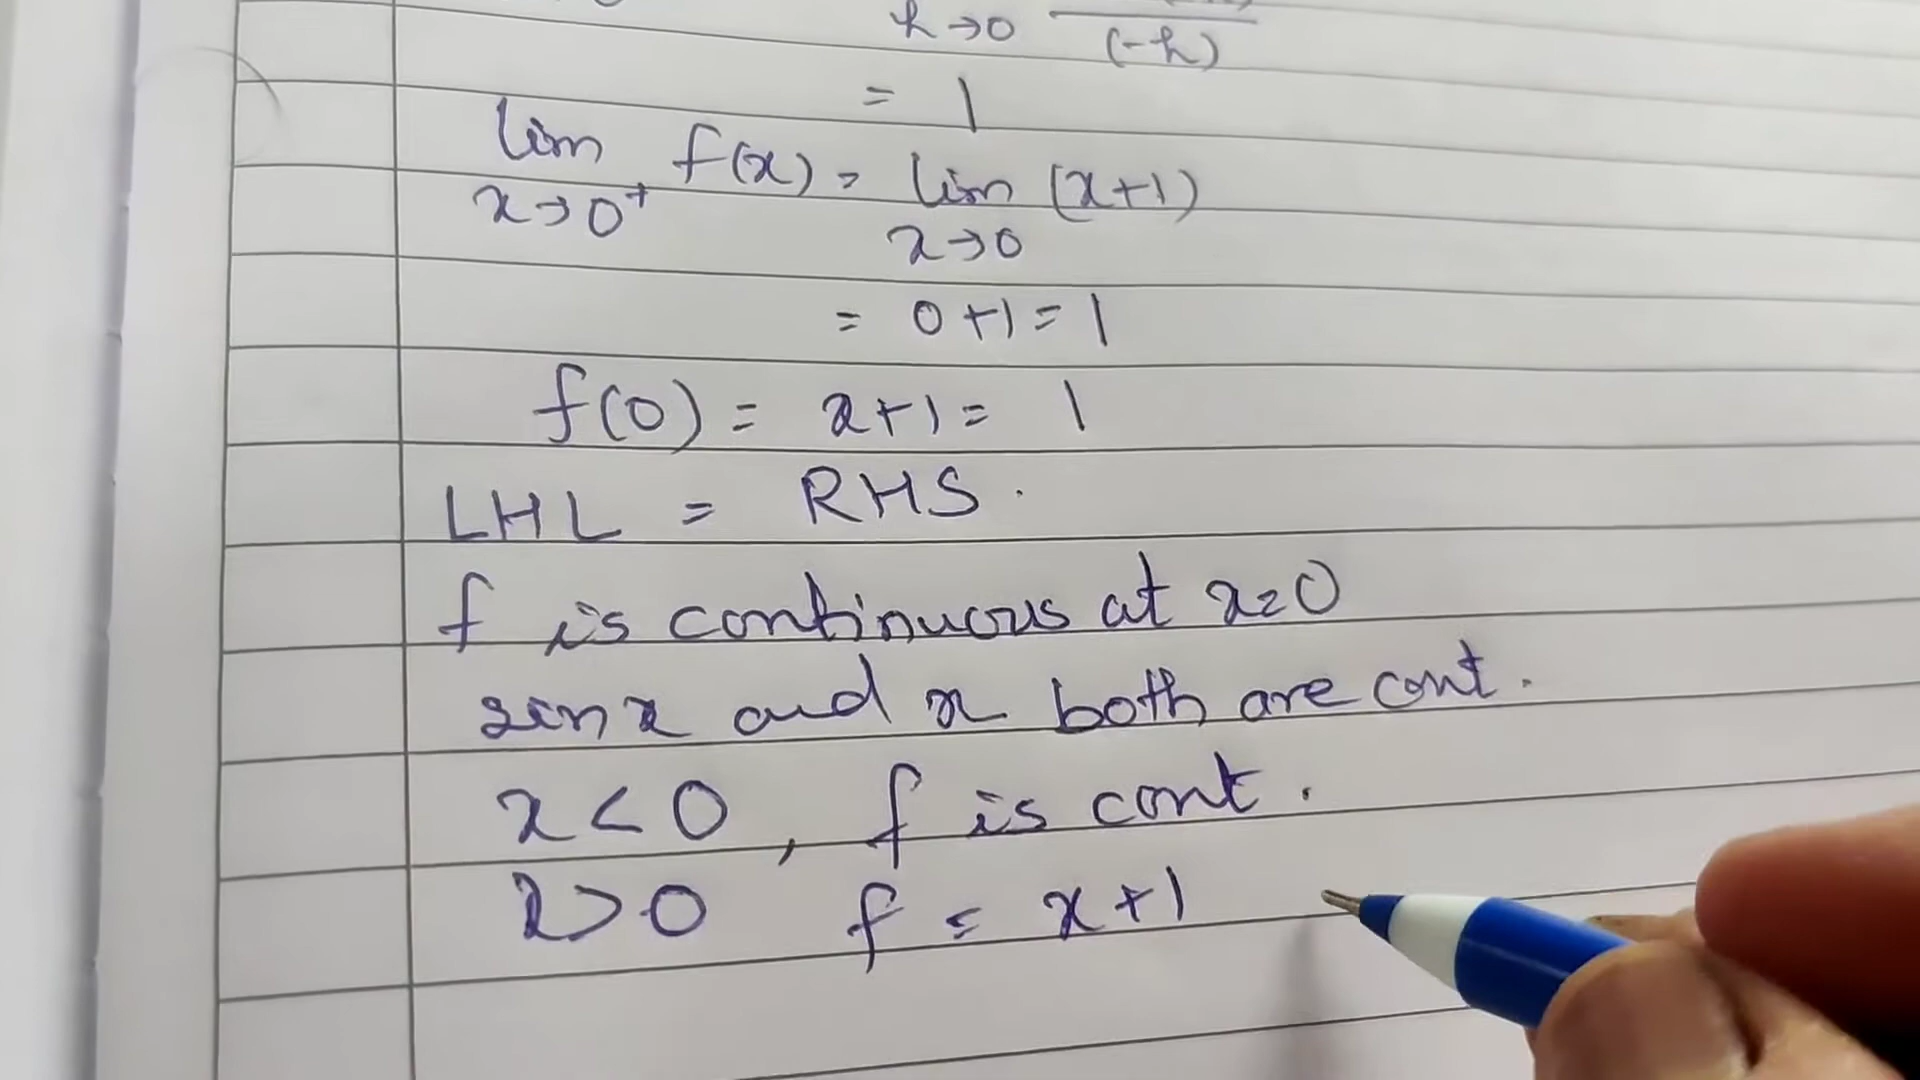 h→0 (-h)
= 1
lim f(x) = lim (x+1)
x→0⁺ x→0
= 0+1 = 1
f(0) = x+1 = 1
LHL = RHS.
f is continuous at x=0
sin x and x both are cont.
x<0, f is cont.
x>0 f = x+1